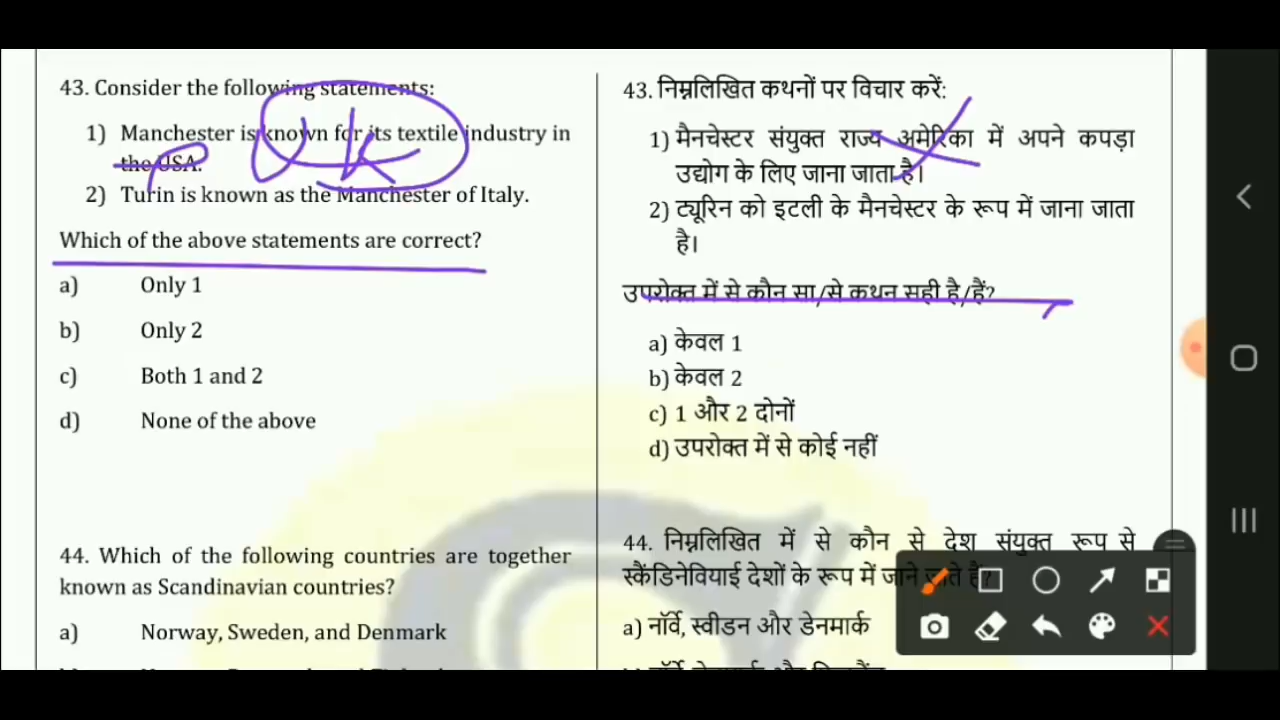 43. Consider the following statements:
1) Manchester is known for its textile industry in
the USA.
UK
2) Turin is known as the Manchester of Italy.
Which of the above statements are correct?
a) Only 1
b) Only 2
c) Both 1 and 2
d) None of the above
44. Which of the following countries are together
known as Scandinavian countries?
a) Norway, Sweden, and Denmark
43. निम्नलिखित कथनों पर विचार करें:
1) मैनचेस्टर संयुक्त राज्य अमेरिका में अपने कपड़ा
उद्योग के लिए जाना जाता है।
2) ट्यूरिन को इटली के मैनचेस्टर के रूप में जाना जाता
है।
उपरोक्त में से कौन सा/से कथन सही है/हैं?
a) केवल 1
b) केवल 2
c) 1 और 2 दोनों
d) उपरोक्त में से कोई नहीं
44. निम्नलिखित में से कौन से देश संयुक्त रूप से
स्कैंडिनेवियाई देशों के रूप में जाने जाते हैं?
a) नॉर्वे, स्वीडन और डेनमार्क